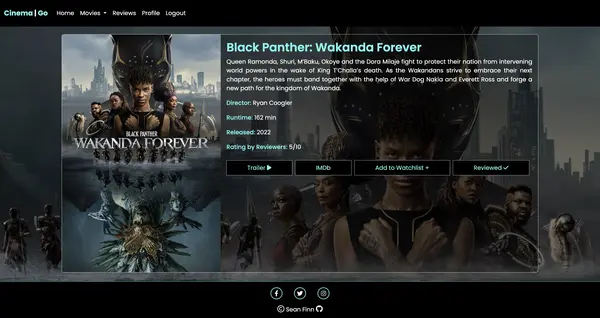 Cinema | Go Home Movies Reviews Profile Logout
BLACK PANTHER
WAKANDA FOREVER
Black Panther: Wakanda Forever
Queen Ramonda, Shuri, M'Baku, Okoye and the Dora Milaje fight to protect their nation from intervening
world powers in the wake of King T'Challa's death. As the Wakandans strive to embrace their next
chapter, the heroes must band together with the help of War Dog Nakia and Everett Ross and forge a
new path for the kingdom of Wakanda.
Director: Ryan Coogler
Runtime: 162 min
Released: 2022
Rating by Reviewers: 5/10
Trailer IMDb Add to Watchlist + Reviewed
© Sean Finn